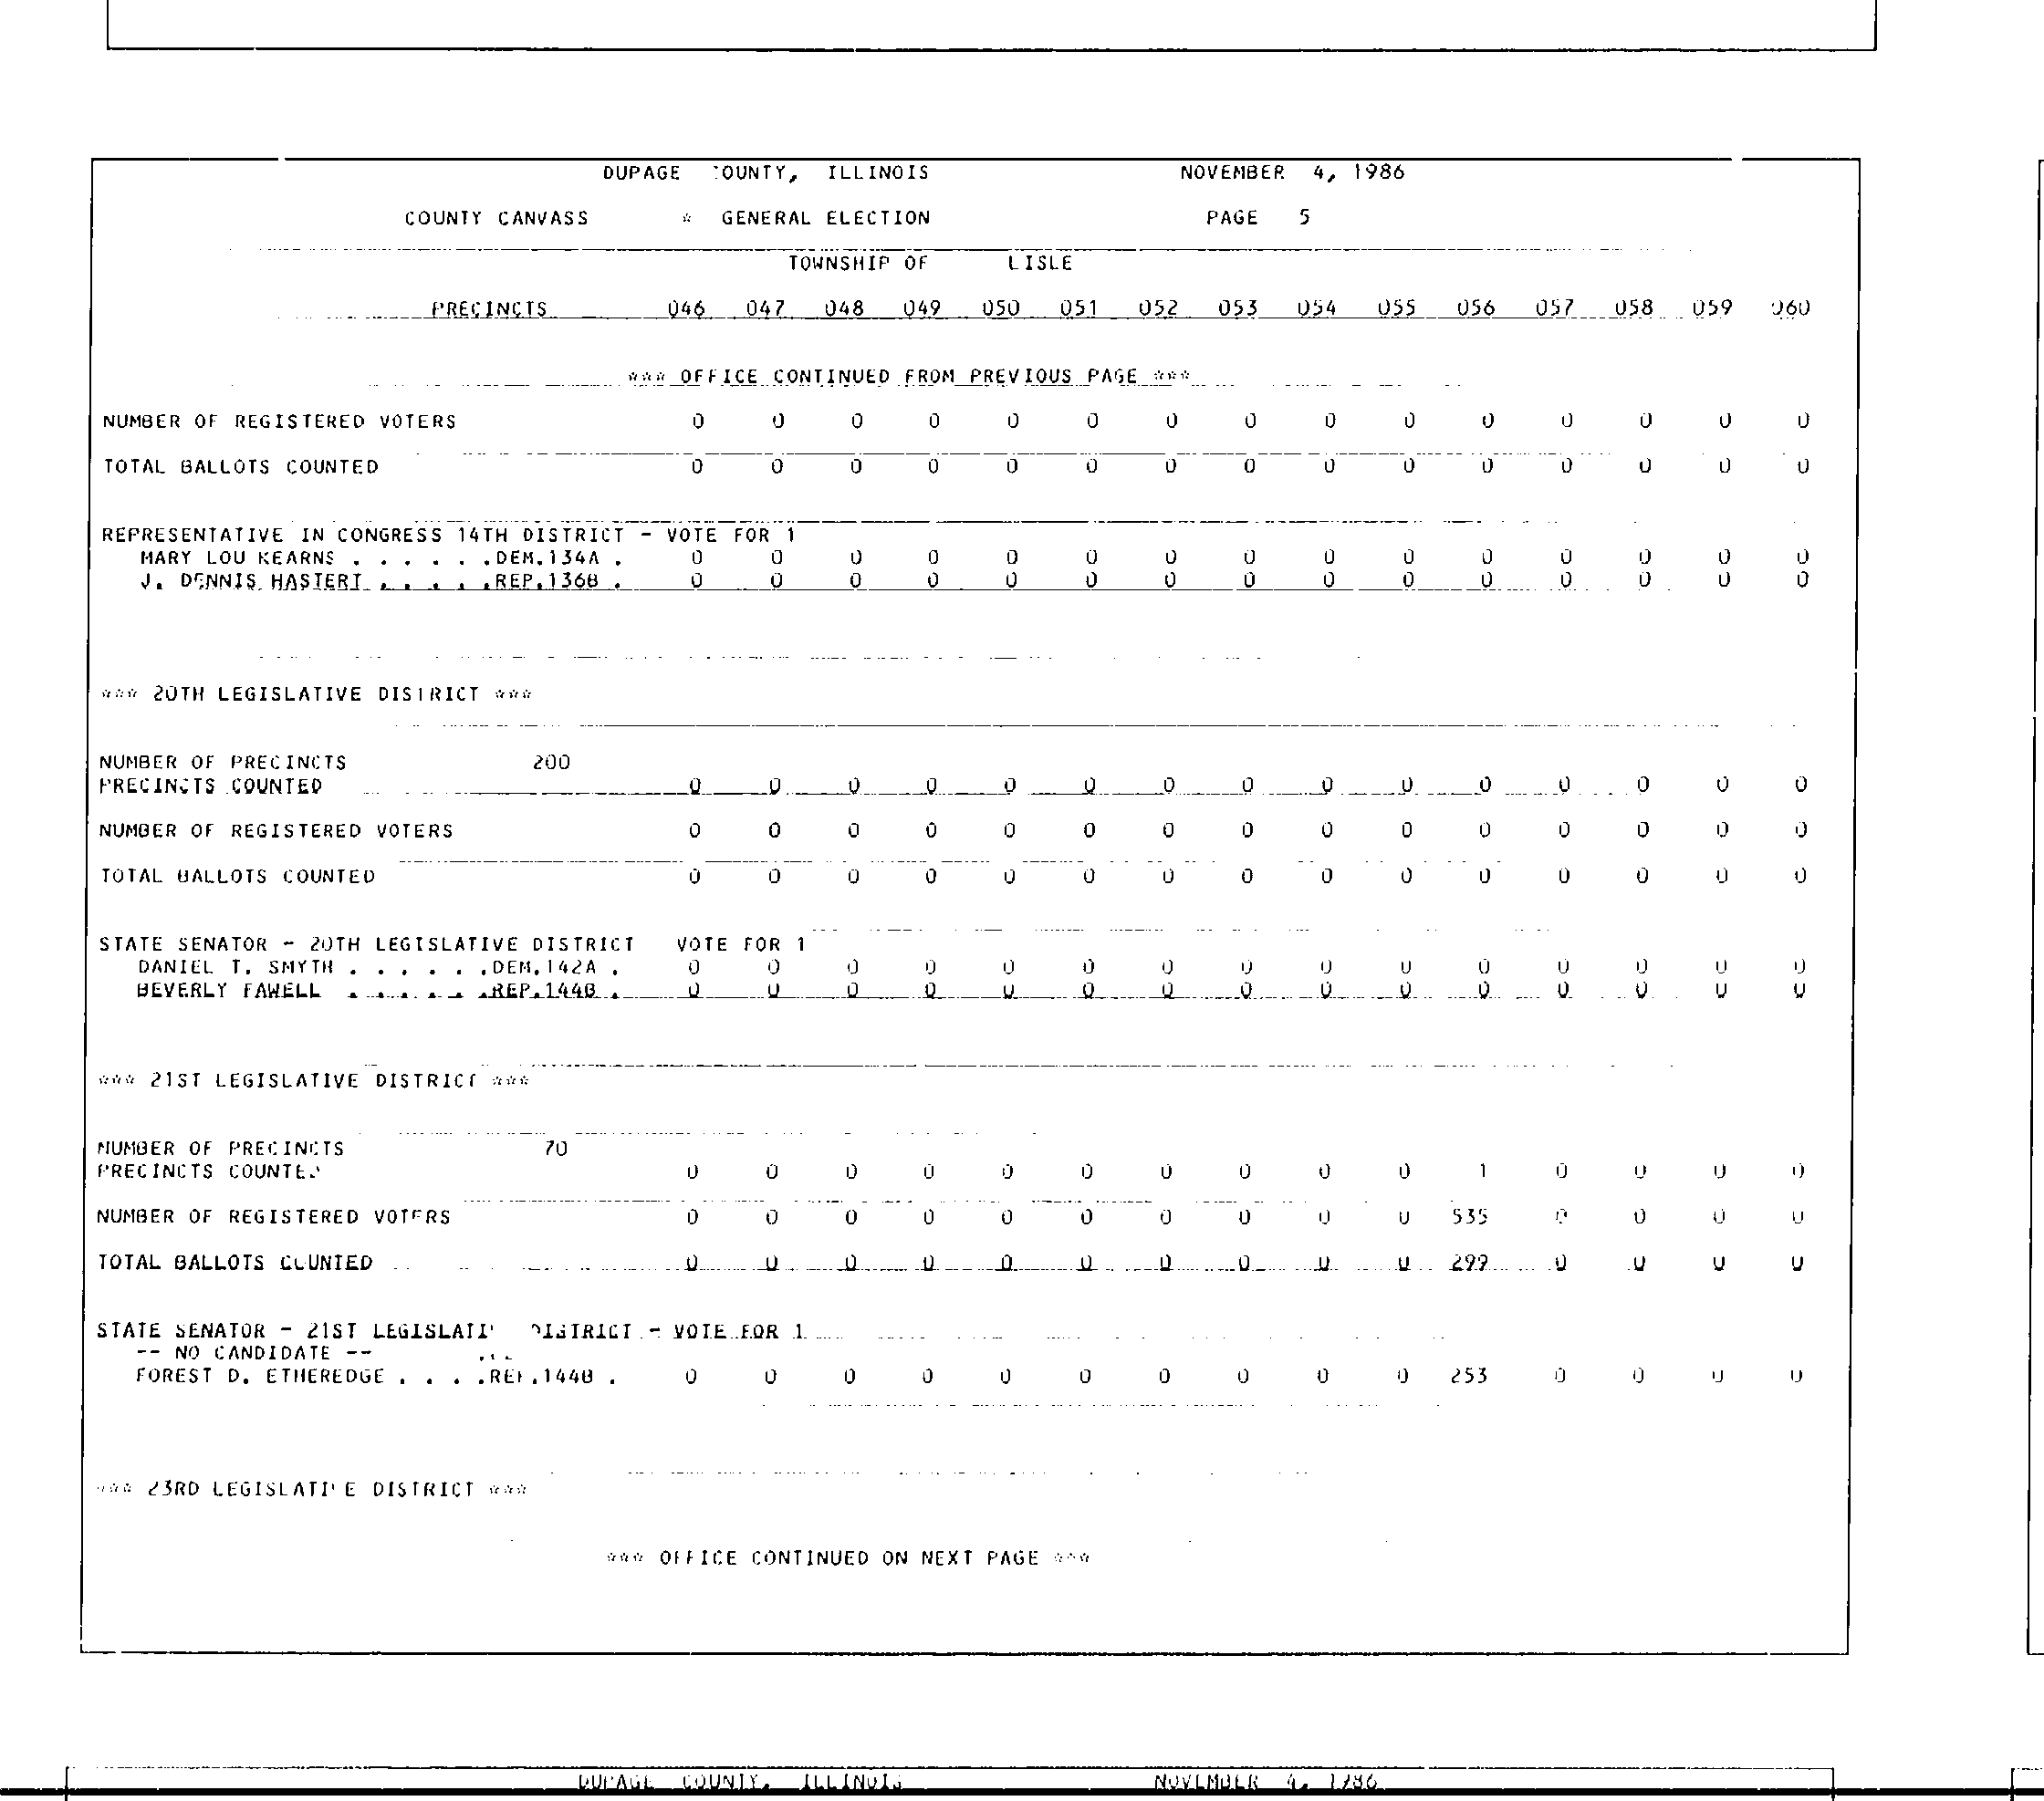 DUPAGE COUNTY, ILLINOIS NOVEMBER 4, 1986
COUNTY CANVASS * GENERAL ELECTION PAGE 5
TOWNSHIP OF LISLE
PRECINCTS 046 047 048 049 050 051 052 053 054 055 056 057 058 059 060
*** OFFICE CONTINUED FROM PREVIOUS PAGE ***
NUMBER OF REGISTERED VOTERS 0 0 0 0 0 0 0 0 0 0 0 0 0 0 0
TOTAL BALLOTS COUNTED 0 0 0 0 0 0 0 0 0 0 0 0 0 0 0
REPRESENTATIVE IN CONGRESS 14TH DISTRICT - VOTE FOR 1
MARY LOU KEARNS . . . . . .DEM.134A . 0 0 0 0 0 0 0 0 0 0 0 0 0 0 0
J. DENNIS HASTERT . . . . .REP.136B . 0 0 0 0 0 0 0 0 0 0 0 0 0 0 0
*** 20TH LEGISLATIVE DISTRICT ***
NUMBER OF PRECINCTS 200
PRECINCTS COUNTED 0 0 0 0 0 0 0 0 0 0 0 0 0 0 0
NUMBER OF REGISTERED VOTERS 0 0 0 0 0 0 0 0 0 0 0 0 0 0 0
TOTAL BALLOTS COUNTED 0 0 0 0 0 0 0 0 0 0 0 0 0 0 0
STATE SENATOR - 20TH LEGISLATIVE DISTRICT VOTE FOR 1
DANIEL T. SMYTH . . . . . .DEM.142A . 0 0 0 0 0 0 0 0 0 0 0 0 0 0 0
BEVERLY FAWELL . . . . . .REP.144B . 0 0 0 0 0 0 0 0 0 0 0 0 0 0 0
*** 21ST LEGISLATIVE DISTRICT ***
NUMBER OF PRECINCTS 70
PRECINCTS COUNTED 0 0 0 0 0 0 0 0 0 0 1 0 0 0 0
NUMBER OF REGISTERED VOTERS 0 0 0 0 0 0 0 0 0 0 535 0 0 0 0
TOTAL BALLOTS COUNTED 0 0 0 0 0 0 0 0 0 0 299 0 0 0 0
STATE SENATOR - 21ST LEGISLATIVE DISTRICT - VOTE FOR 1
-- NO CANDIDATE --
FOREST D. ETHEREDGE . . . .REP.144B . 0 0 0 0 0 0 0 0 0 0 253 0 0 0 0
*** 23RD LEGISLATIVE DISTRICT ***
*** OFFICE CONTINUED ON NEXT PAGE ***
DUPAGE COUNTY, ILLINOIS NOVEMBER 4, 1986